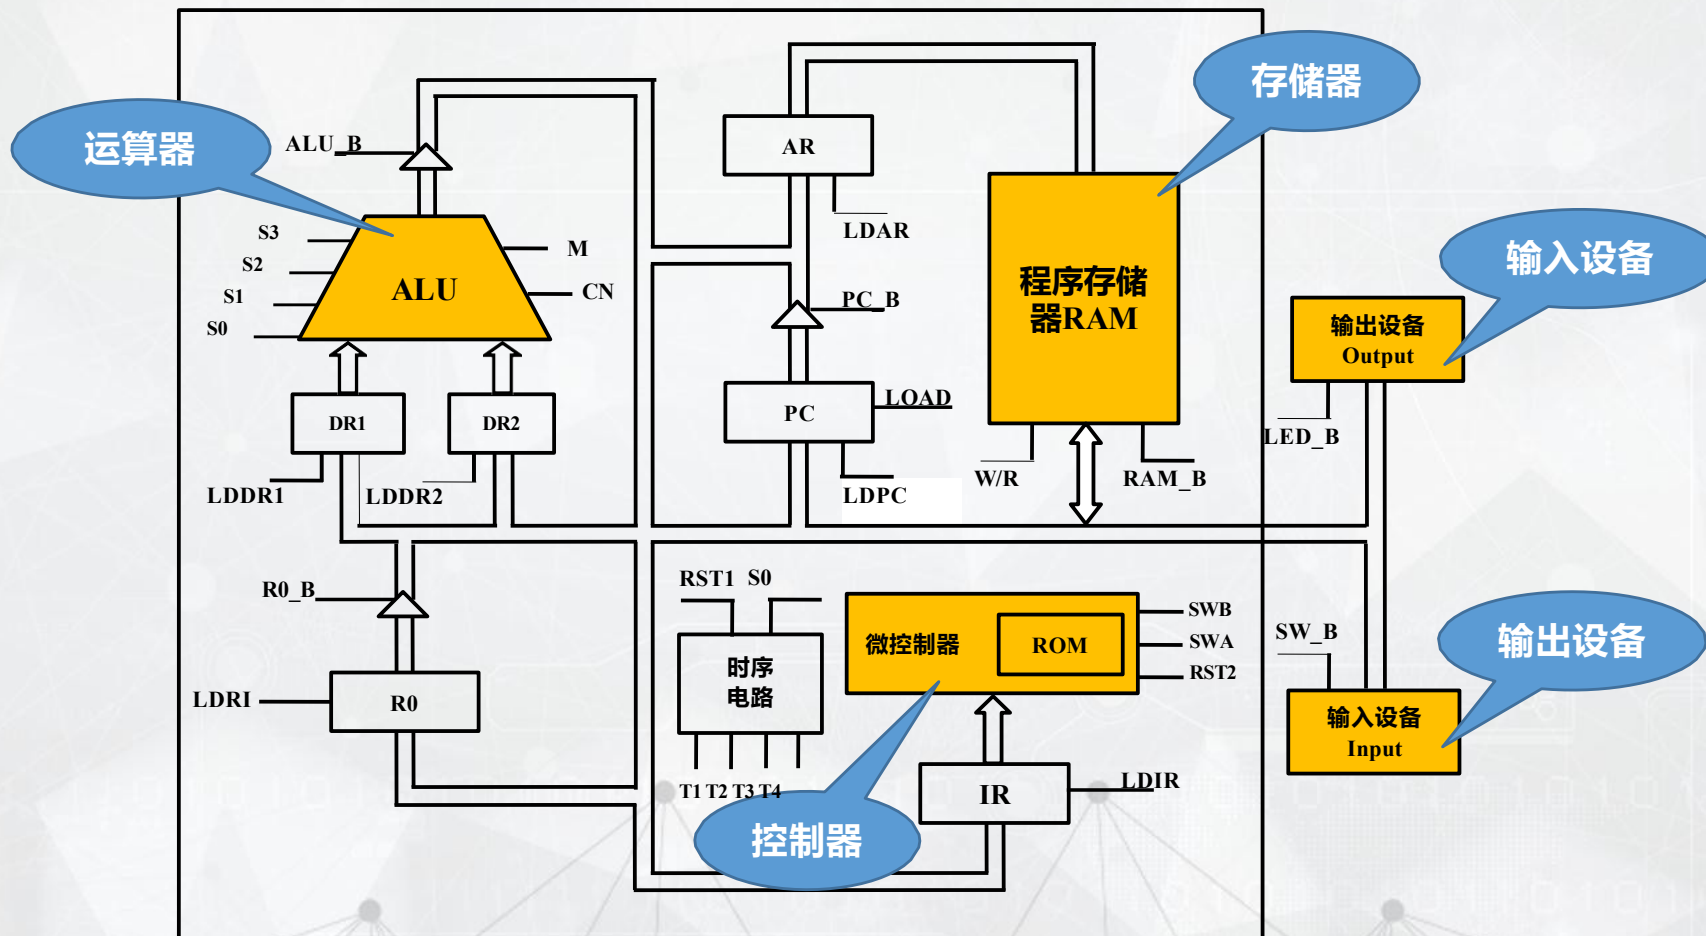 存储器
运算器
ALU_B
AR
LDAR
S3
S2
S1
S0
M
CN
ALU
程序存储
器RAM
输入设备
PC_B
输出设备
Output
DR1
DR2
PC
LOAD
LED_B
LDDR1
LDDR2
LDPC
W/R
RAM_B
R0_B
RST1
S0
SWB
SWA
RST2
微控制器
ROM
SW_B
输出设备
时序
电路
LDRI
R0
输入设备
Input
T1 T2 T3 T4
IR
LDIR
控制器